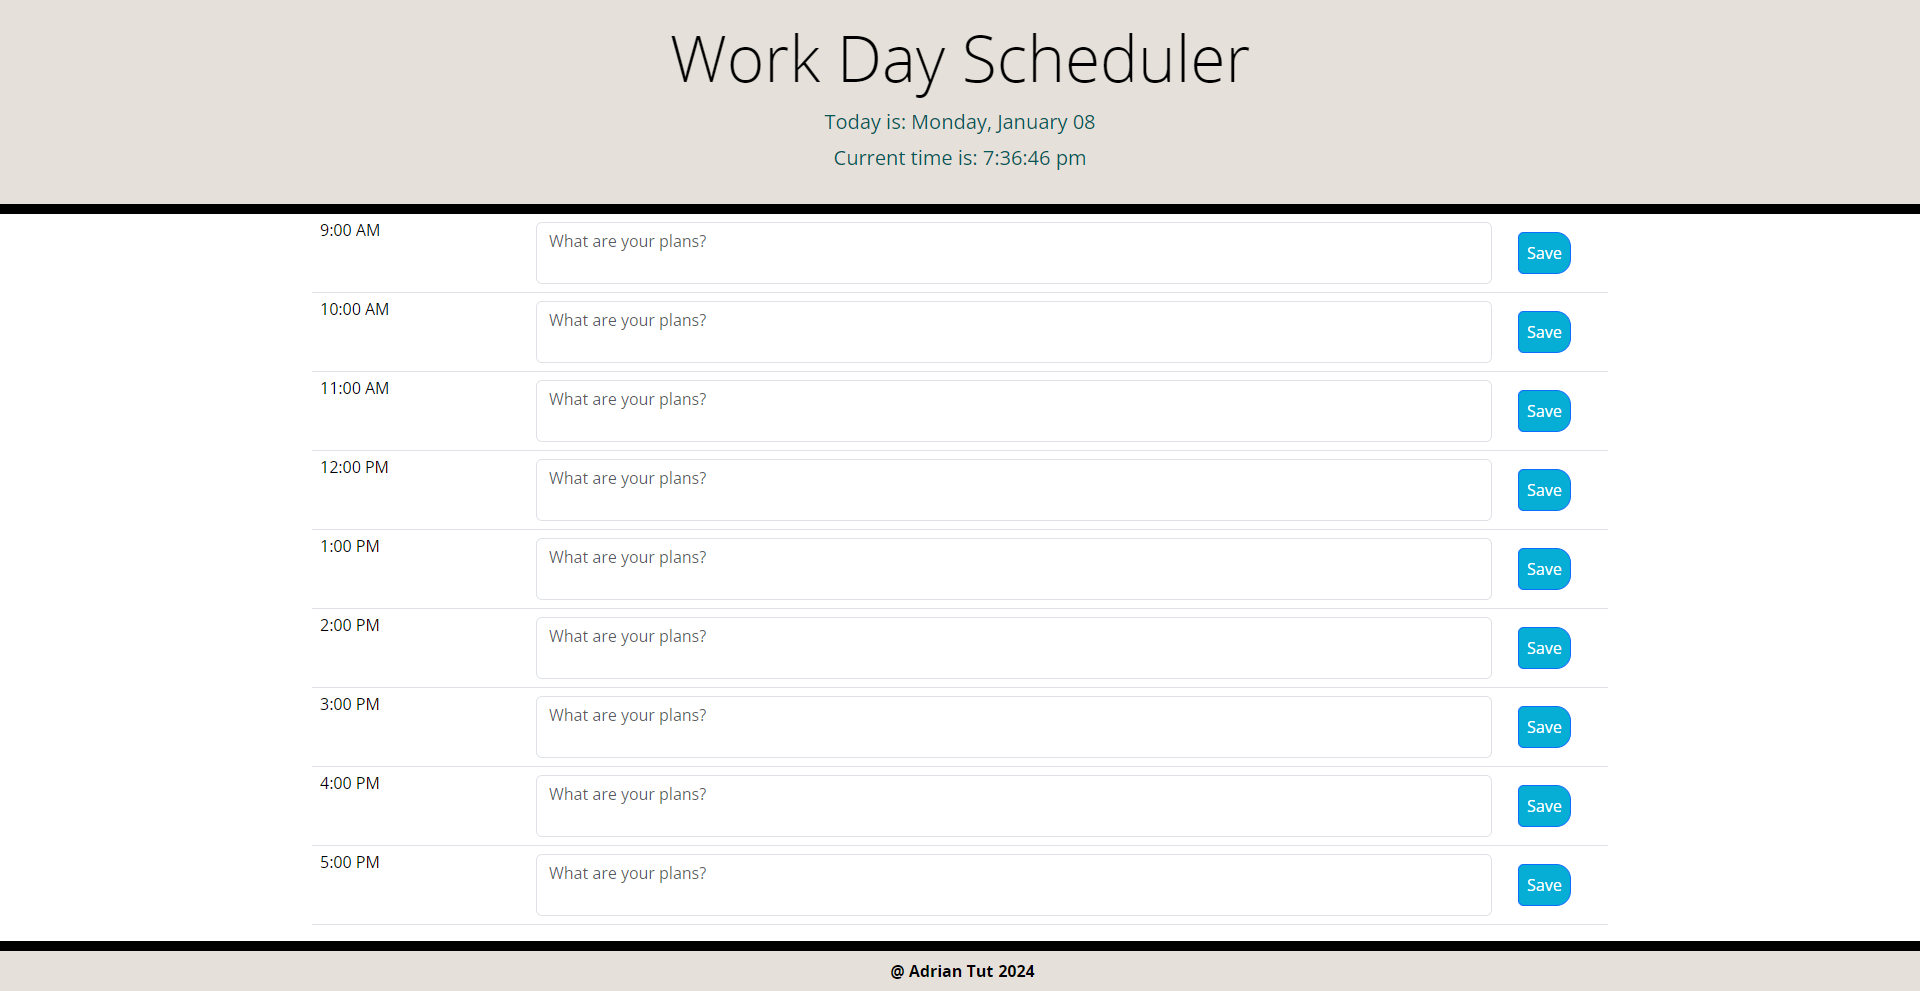 Work Day Scheduler
Today is: Monday, January 08
Current time is: 7:36:46 pm
9:00 AM
What are your plans?
Save
10:00 AM
What are your plans?
Save
11:00 AM
What are your plans?
Save
12:00 PM
What are your plans?
Save
1:00 PM
What are your plans?
Save
2:00 PM
What are your plans?
Save
3:00 PM
What are your plans?
Save
4:00 PM
What are your plans?
Save
5:00 PM
What are your plans?
Save
@ Adrian Tut 2024